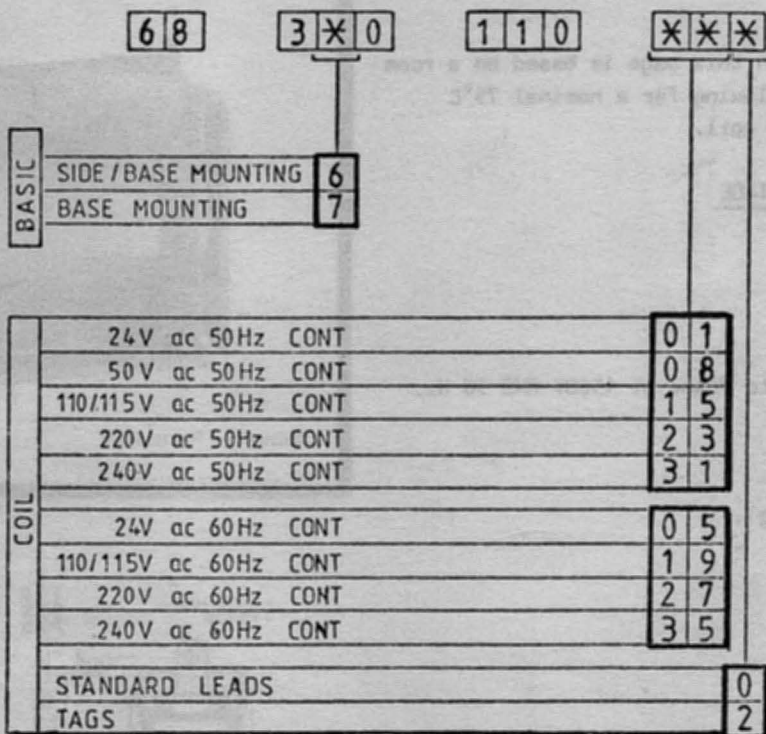 68 3*0 110 ***
BASIC
SIDE/BASE MOUNTING 6
BASE MOUNTING 7
COIL
24V ac 50Hz CONT 01
50V ac 50Hz CONT 08
110/115V ac 50Hz CONT 15
220V ac 50Hz CONT 23
240V ac 50Hz CONT 31
24V ac 60Hz CONT 05
110/115V ac 60Hz CONT 19
220V ac 60Hz CONT 27
240V ac 60Hz CONT 35
STANDARD LEADS 0
TAGS 2